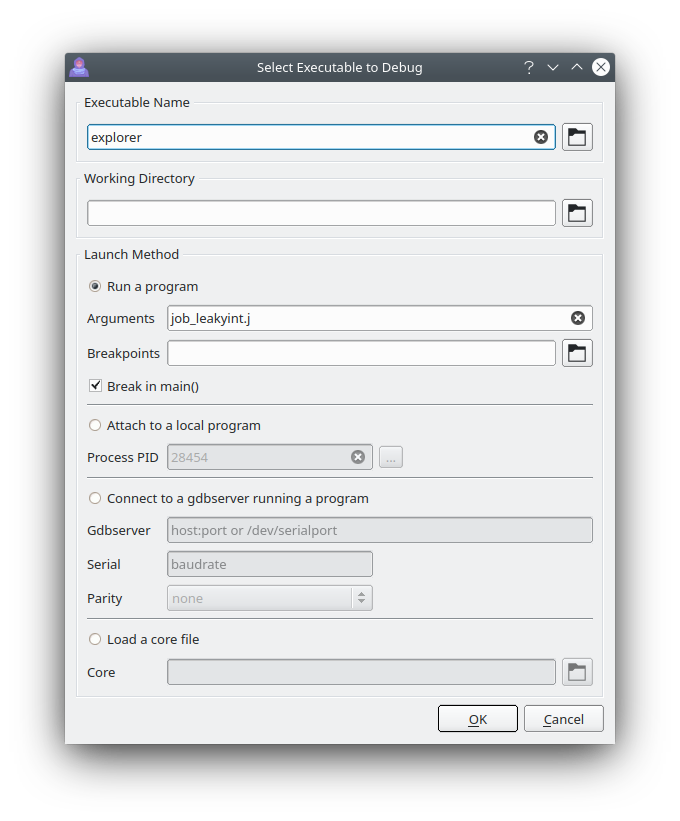 Select Executable to Debug
Executable Name
explorer
Working Directory
Launch Method
Run a program
Arguments job_leakyint.j
Breakpoints
Break in main()
Attach to a local program
Process PID 28454 ...
Connect to a gdbserver running a program
Gdbserver host:port or /dev/serialport
Serial baudrate
Parity none
Load a core file
Core
OK Cancel